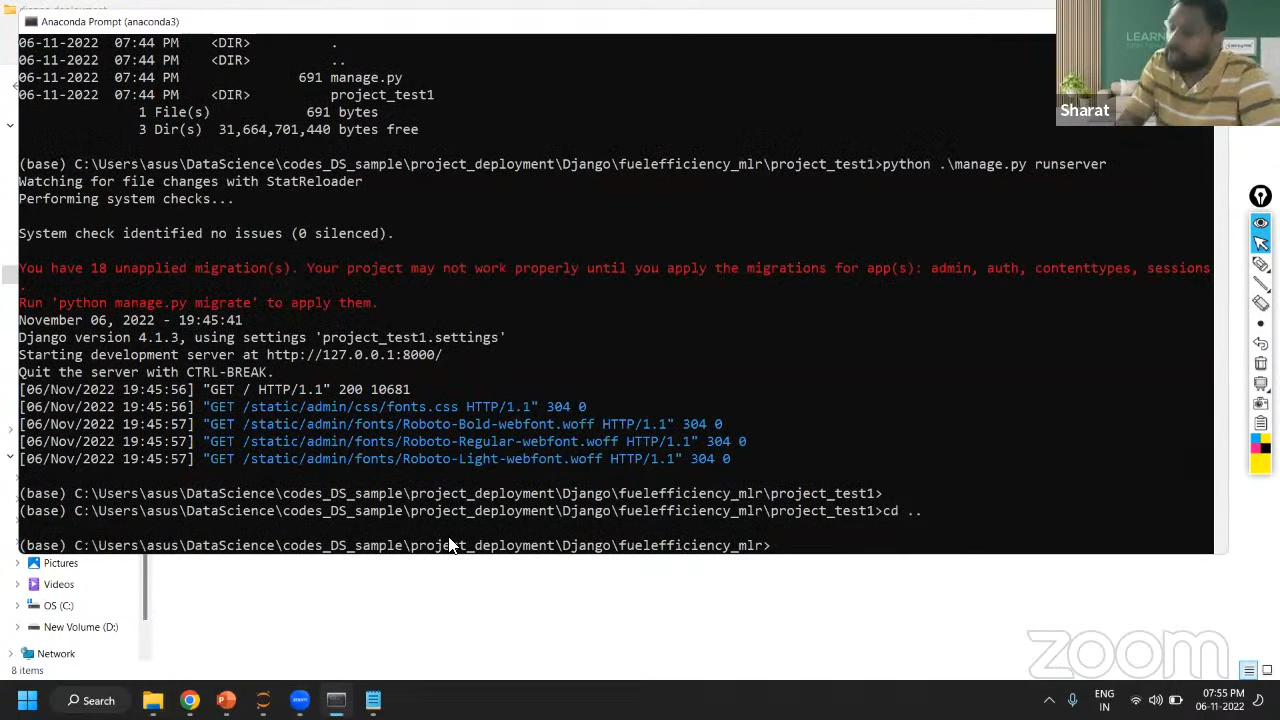 Anaconda Prompt (anaconda3)
06-11-2022  07:44 PM    <DIR>          .
06-11-2022  07:44 PM    <DIR>          ..
06-11-2022  07:44 PM               691 manage.py
06-11-2022  07:44 PM    <DIR>          project_test1
1 File(s)            691 bytes
3 Dir(s)  31,664,701,440 bytes free
(base) C:\Users\asus\DataScience\codes_DS_sample\project_deployment\Django\fuelefficiency_mlr\project_test1>python .\manage.py runserver
Watching for file changes with StatReloader
Performing system checks...
System check identified no issues (0 silenced).
You have 18 unapplied migration(s). Your project may not work properly until you apply the migrations for app(s): admin, auth, contenttypes, sessions
.
Run 'python manage.py migrate' to apply them.
November 06, 2022 - 19:45:41
Django version 4.1.3, using settings 'project_test1.settings'
Starting development server at http://127.0.0.1:8000/
Quit the server with CTRL-BREAK.
[06/Nov/2022 19:45:56] "GET / HTTP/1.1" 200 10681
[06/Nov/2022 19:45:56] "GET /static/admin/css/fonts.css HTTP/1.1" 304 0
[06/Nov/2022 19:45:57] "GET /static/admin/fonts/Roboto-Bold-webfont.woff HTTP/1.1" 304 0
[06/Nov/2022 19:45:57] "GET /static/admin/fonts/Roboto-Regular-webfont.woff HTTP/1.1" 304 0
[06/Nov/2022 19:45:57] "GET /static/admin/fonts/Roboto-Light-webfont.woff HTTP/1.1" 304 0
(base) C:\Users\asus\DataScience\codes_DS_sample\project_deployment\Django\fuelefficiency_mlr\project_test1>
(base) C:\Users\asus\DataScience\codes_DS_sample\project_deployment\Django\fuelefficiency_mlr\project_test1>cd ..
(base) C:\Users\asus\DataScience\codes_DS_sample\project_deployment\Django\fuelefficiency_mlr>
LEARN
Sharat
Pictures
Videos
OS (C:)
New Volume (D:)
Network
8 items
zoom
Search
ENG
IN
07:55 PM
06-11-2022